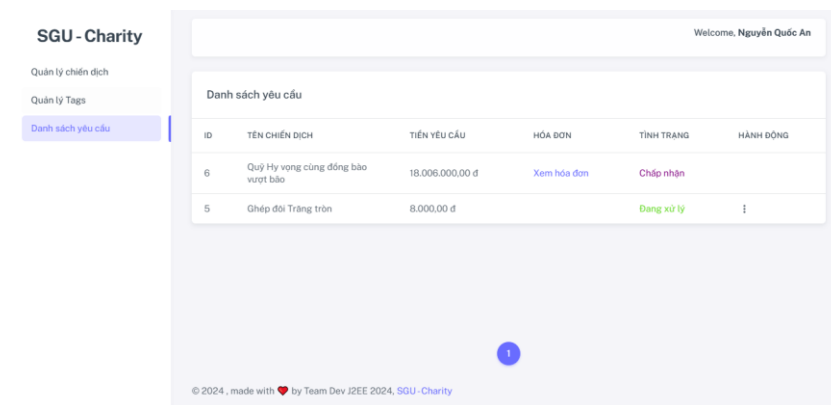 SGU - Charity
Quản lý chiến dịch
Quản lý Tags
Danh sách yêu cầu
Welcome, Nguyễn Quốc An
Danh sách yêu cầu
ID TÊN CHIẾN DỊCH TIỀN YÊU CẦU HÓA ĐƠN TÌNH TRẠNG HÀNH ĐỘNG
6 Quỹ Hy vọng cùng đồng bào vượt bão 18.006.000,00 đ Xem hóa đơn Chấp nhận
5 Ghép đôi Trăng tròn 8.000,00 đ Đang xử lý
1
© 2024 , made with ❤️ by Team Dev J2EE 2024, SGU - Charity